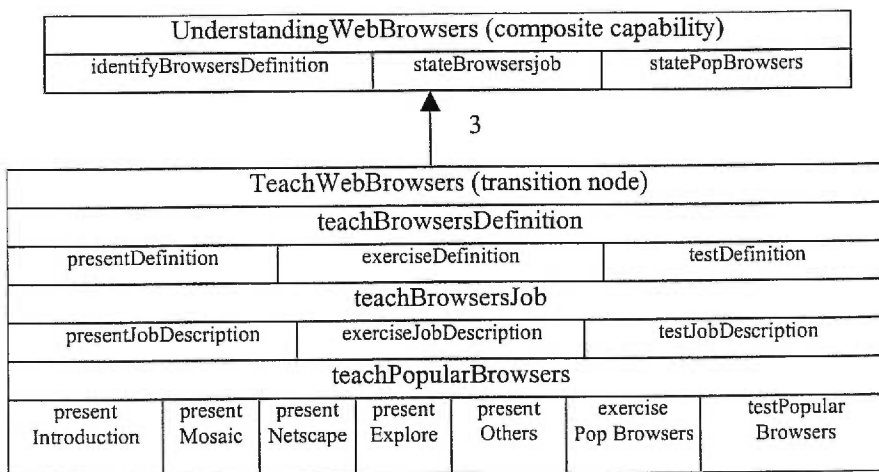 UnderstandingWebBrowsers (composite capability)
identifyBrowsersDefinition stateBrowsersjob statePopBrowsers
3
TeachWebBrowsers (transition node)
teachBrowsersDefinition
presentDefinition exerciseDefinition testDefinition
teachBrowsersJob
presentJobDescription exerciseJobDescription testJobDescription
teachPopularBrowsers
present present present present present exercise testPopular
Introduction Mosaic Netscape Explore Others Pop Browsers Browsers